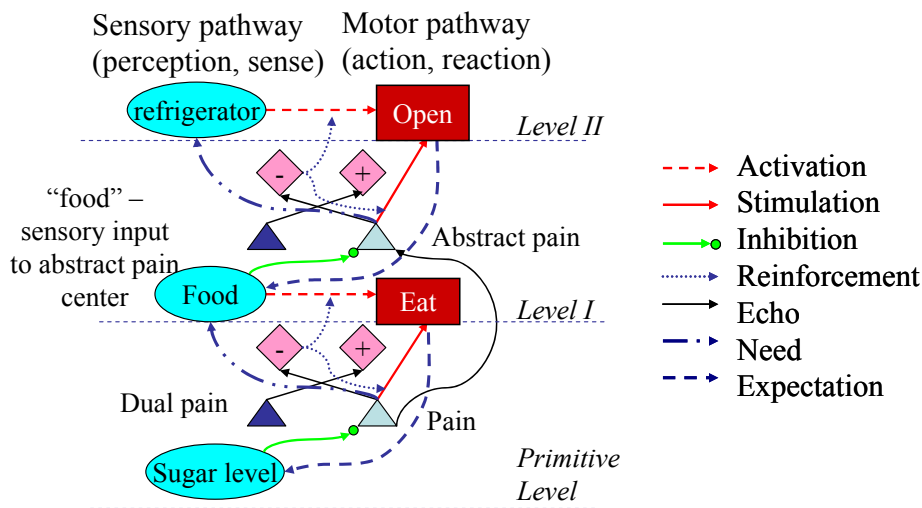 Sensory pathway
(perception, sense)
Motor pathway
(action, reaction)
refrigerator
Open
Level II
-
+
“food” –
sensory input
to abstract pain
center
Abstract pain
Food
Eat
Level I
-
+
Dual pain
Pain
Sugar level
Primitive
Level
Activation
Stimulation
Inhibition
Reinforcement
Echo
Need
Expectation